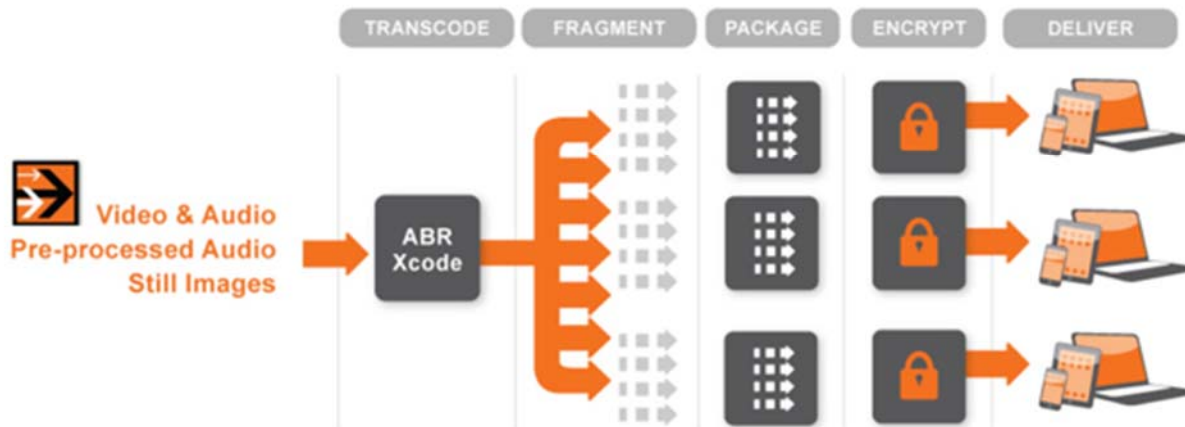 TRANSCODE
FRAGMENT
PACKAGE
ENCRYPT
DELIVER
Video & Audio
Pre-processed Audio
Still Images
ABR
Xcode